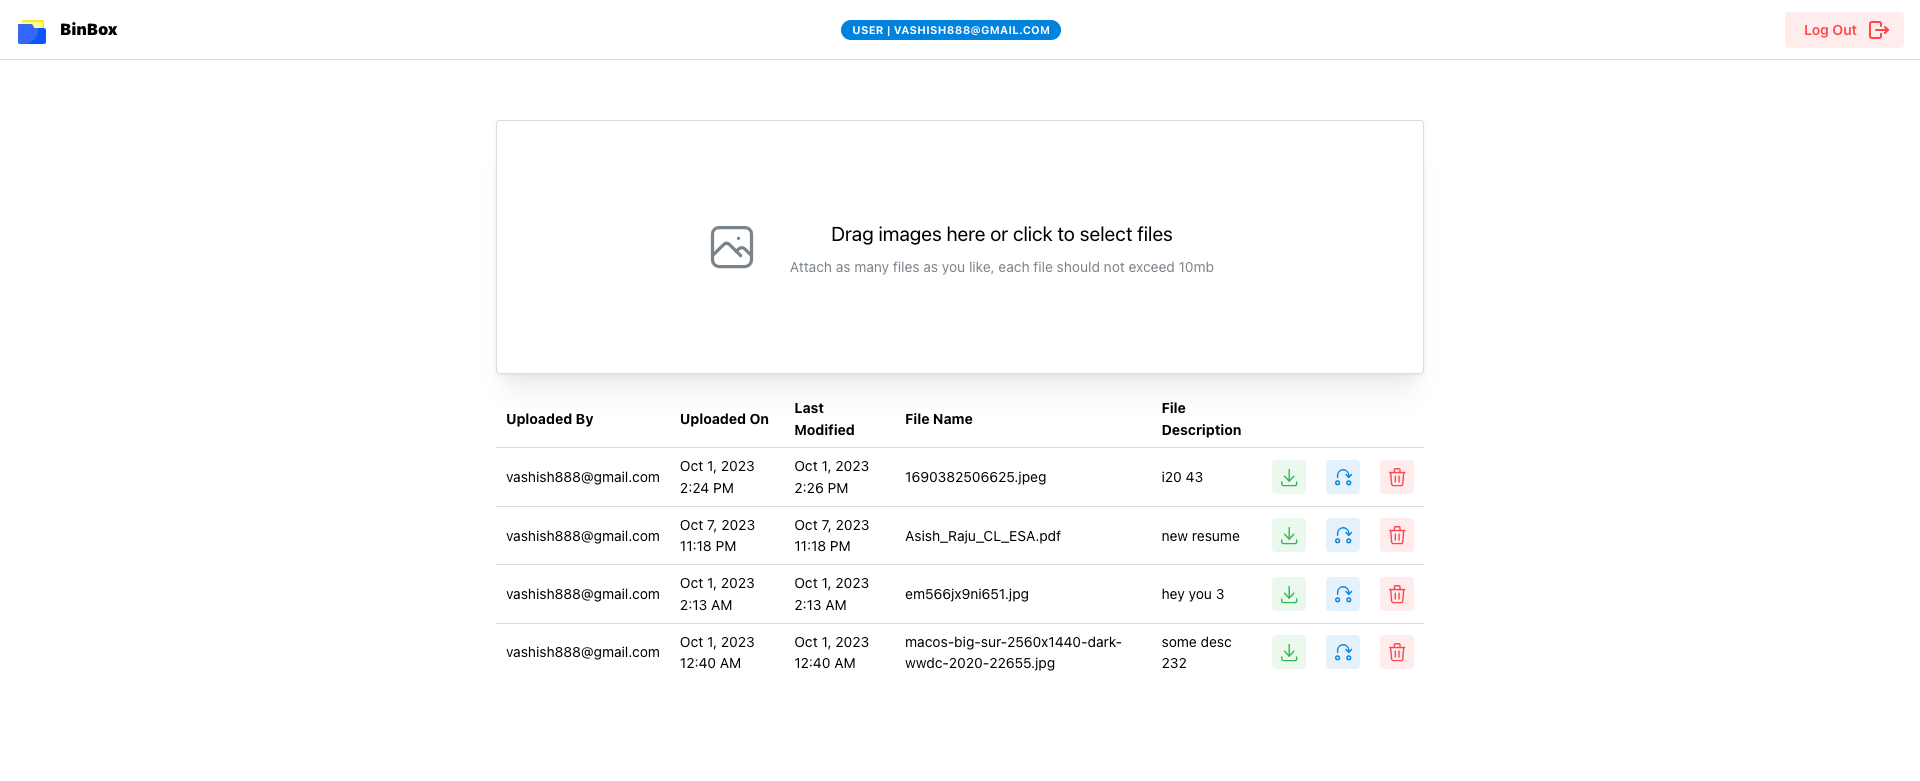 BinBox
USER | VASHISH888@GMAIL.COM
Log Out
Drag images here or click to select files
Attach as many files as you like, each file should not exceed 10mb
Uploaded By
Uploaded On
Last
Modified
File Name
File
Description
vashish888@gmail.com
Oct 1, 2023
2:24 PM
Oct 1, 2023
2:26 PM
1690382506625.jpeg
i20 43
vashish888@gmail.com
Oct 7, 2023
11:18 PM
Oct 7, 2023
11:18 PM
Asish_Raju_CL_ESA.pdf
new resume
vashish888@gmail.com
Oct 1, 2023
2:13 AM
Oct 1, 2023
2:13 AM
em566jx9ni651.jpg
hey you 3
vashish888@gmail.com
Oct 1, 2023
12:40 AM
Oct 1, 2023
12:40 AM
macos-big-sur-2560x1440-dark-
wwdc-2020-22655.jpg
some desc
232